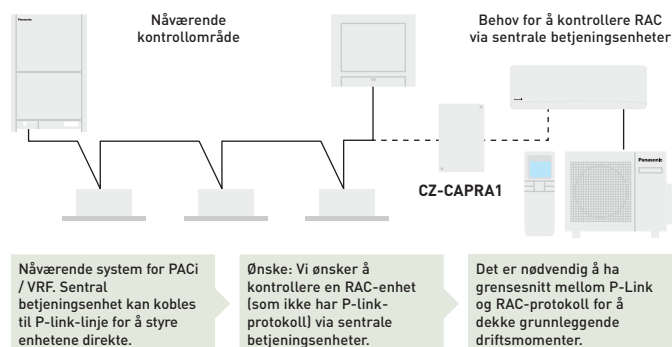 Nåværende
kontrollområde
Behov for å kontrollere RAC
via sentrale betjeningsenheter
Panasonic
Panasonic
CZ-CAPRA1
Nåværende system for PACi
/ VRF. Sentral
betjeningsenhet kan kobles
til P-link-linje for å styre
enhetene direkte.
Ønske: Vi ønsker å
kontrollere en RAC-enhet
(som ikke har P-link-
protokoll) via sentrale
betjeningsenheter.
Det er nødvendig å ha
grensesnitt mellom P-Link
og RAC-protokoll for å
dekke grunnleggende
driftsmomenter.